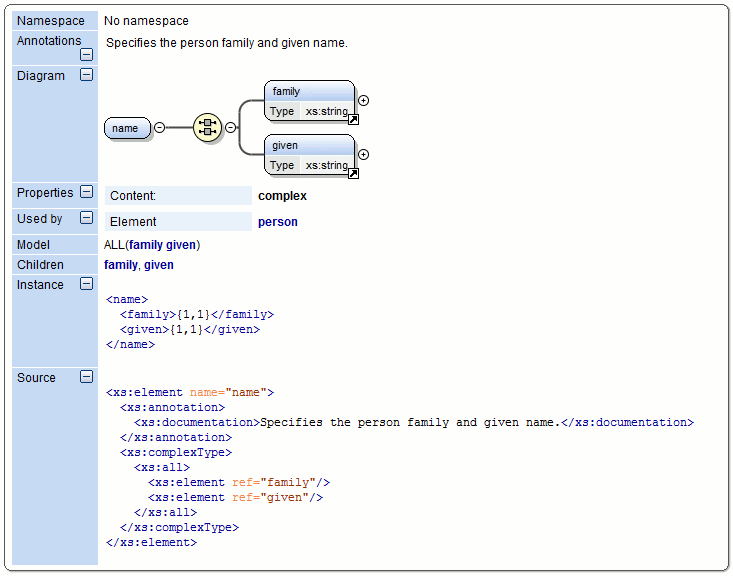 Namespace No namespace
Annotations Specifies the person family and given name.
Diagram
family
Type xs:string
name
given
Type xs:string
Properties Content: complex
Used by Element person
Model ALL(family given)
Children family, given
Instance
<name>
<family>{1,1}</family>
<given>{1,1}</given>
</name>
Source
<xs:element name="name">
<xs:annotation>
<xs:documentation>Specifies the person family and given name.</xs:documentation>
</xs:annotation>
<xs:complexType>
<xs:all>
<xs:element ref="family"/>
<xs:element ref="given"/>
</xs:all>
</xs:complexType>
</xs:element>